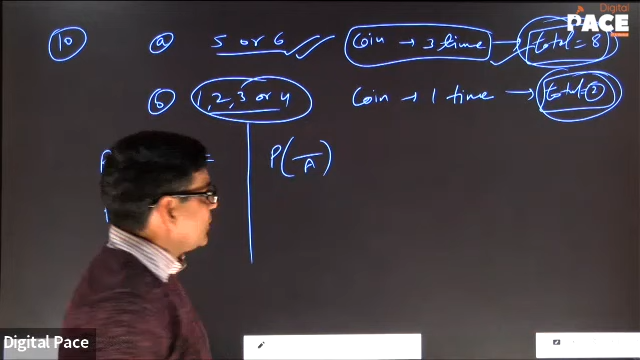 Digital
PACE
10 a 5 or 6 Coin → 3 time → total = 8
b 1, 2, 3 or 4 Coin → 1 time → total = 2
P( /A)
Digital Pace